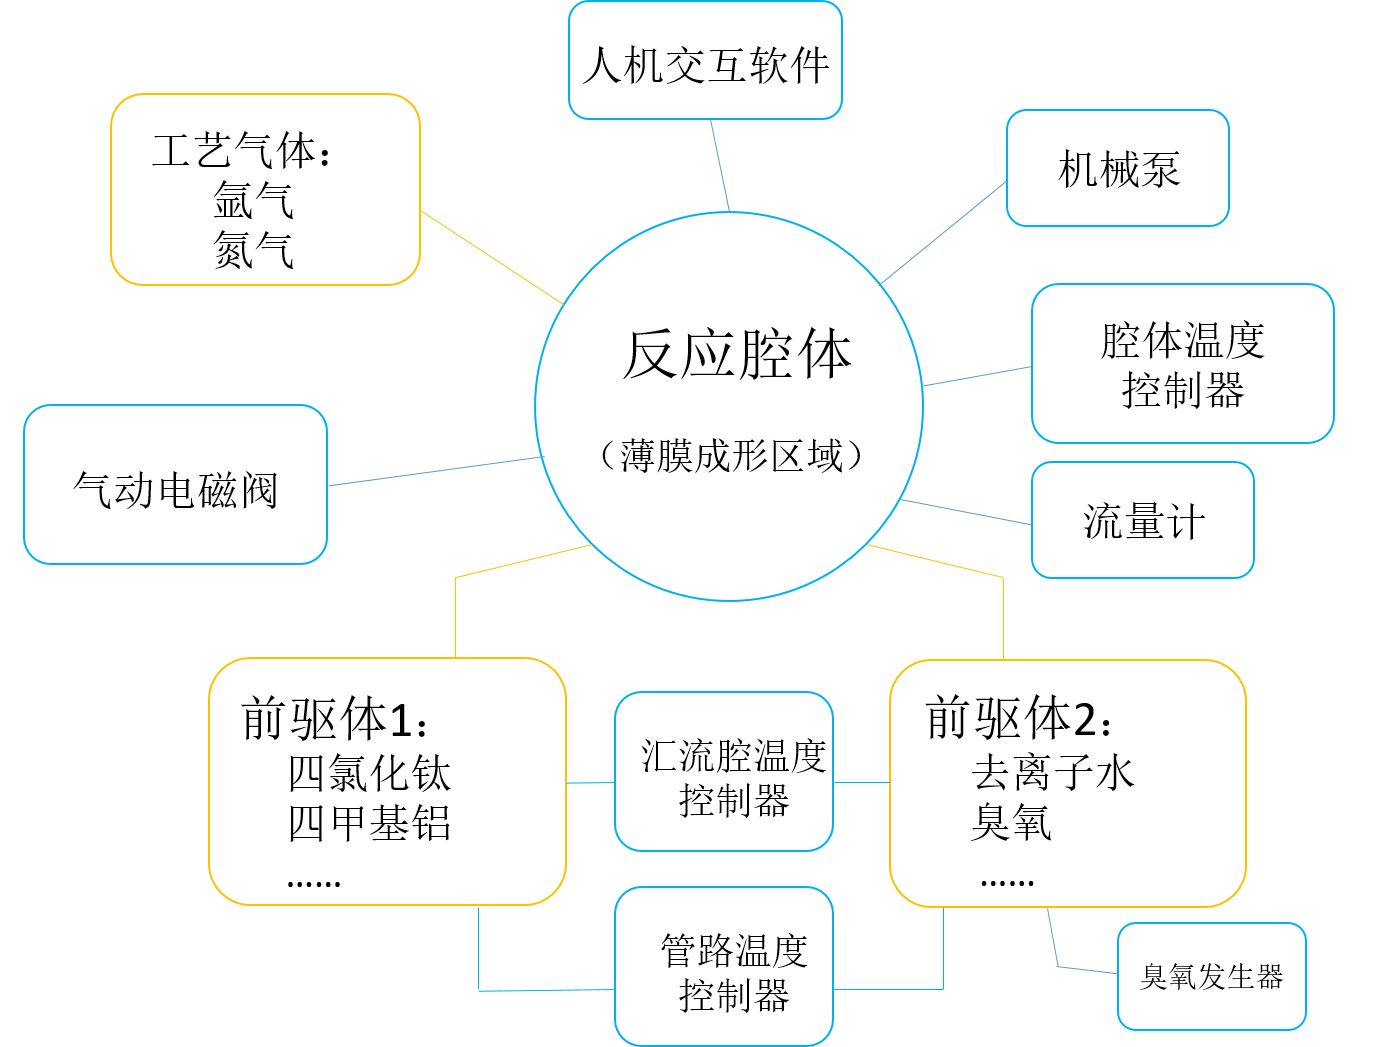 人机交互软件
工艺气体：
氩气
氮气
机械泵
反应腔体
（薄膜成形区域）
腔体温度
控制器
气动电磁阀
流量计
前驱体1：
四氯化钛
四甲基铝
……
汇流腔温度
控制器
前驱体2：
去离子水
臭氧
……
管路温度
控制器
臭氧发生器